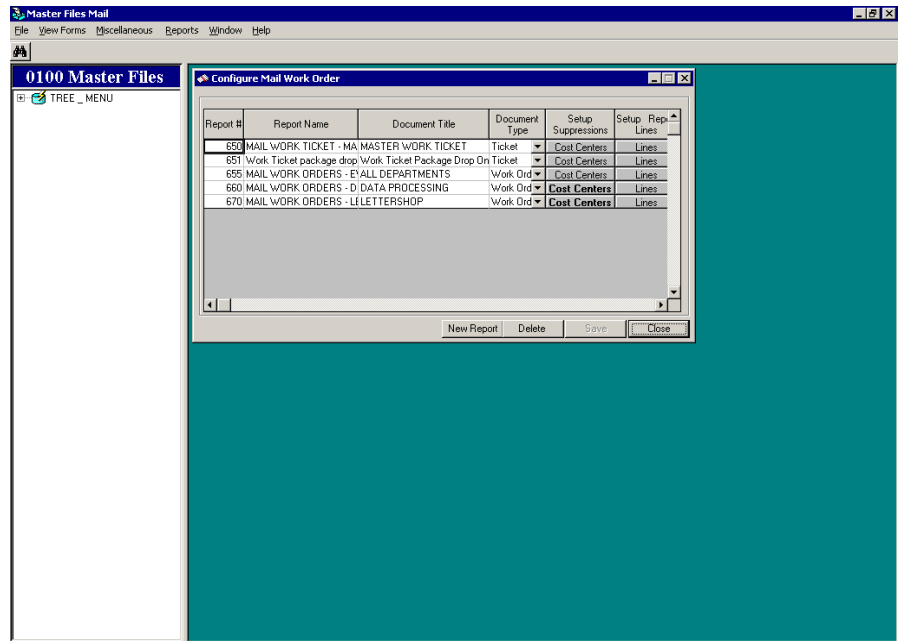 Master Files Mail
File View Forms Miscellaneous Reports Window Help
0100 Master Files
TREE _ MENU
Configure Mail Work Order
Report # Report Name Document Title Document Type Setup Suppressions Setup Rep Lines
650 MAIL WORK TICKET - MA MASTER WORK TICKET Ticket Cost Centers Lines
651 Work Ticket package drop Work Ticket Package Drop On Ticket Cost Centers Lines
655 MAIL WORK ORDERS - E ALL DEPARTMENTS Work Ord Cost Centers Lines
660 MAIL WORK ORDERS - D DATA PROCESSING Work Ord Cost Centers Lines
670 MAIL WORK ORDERS - LE LETTERSHOP Work Ord Cost Centers Lines
New Report Delete Save Close